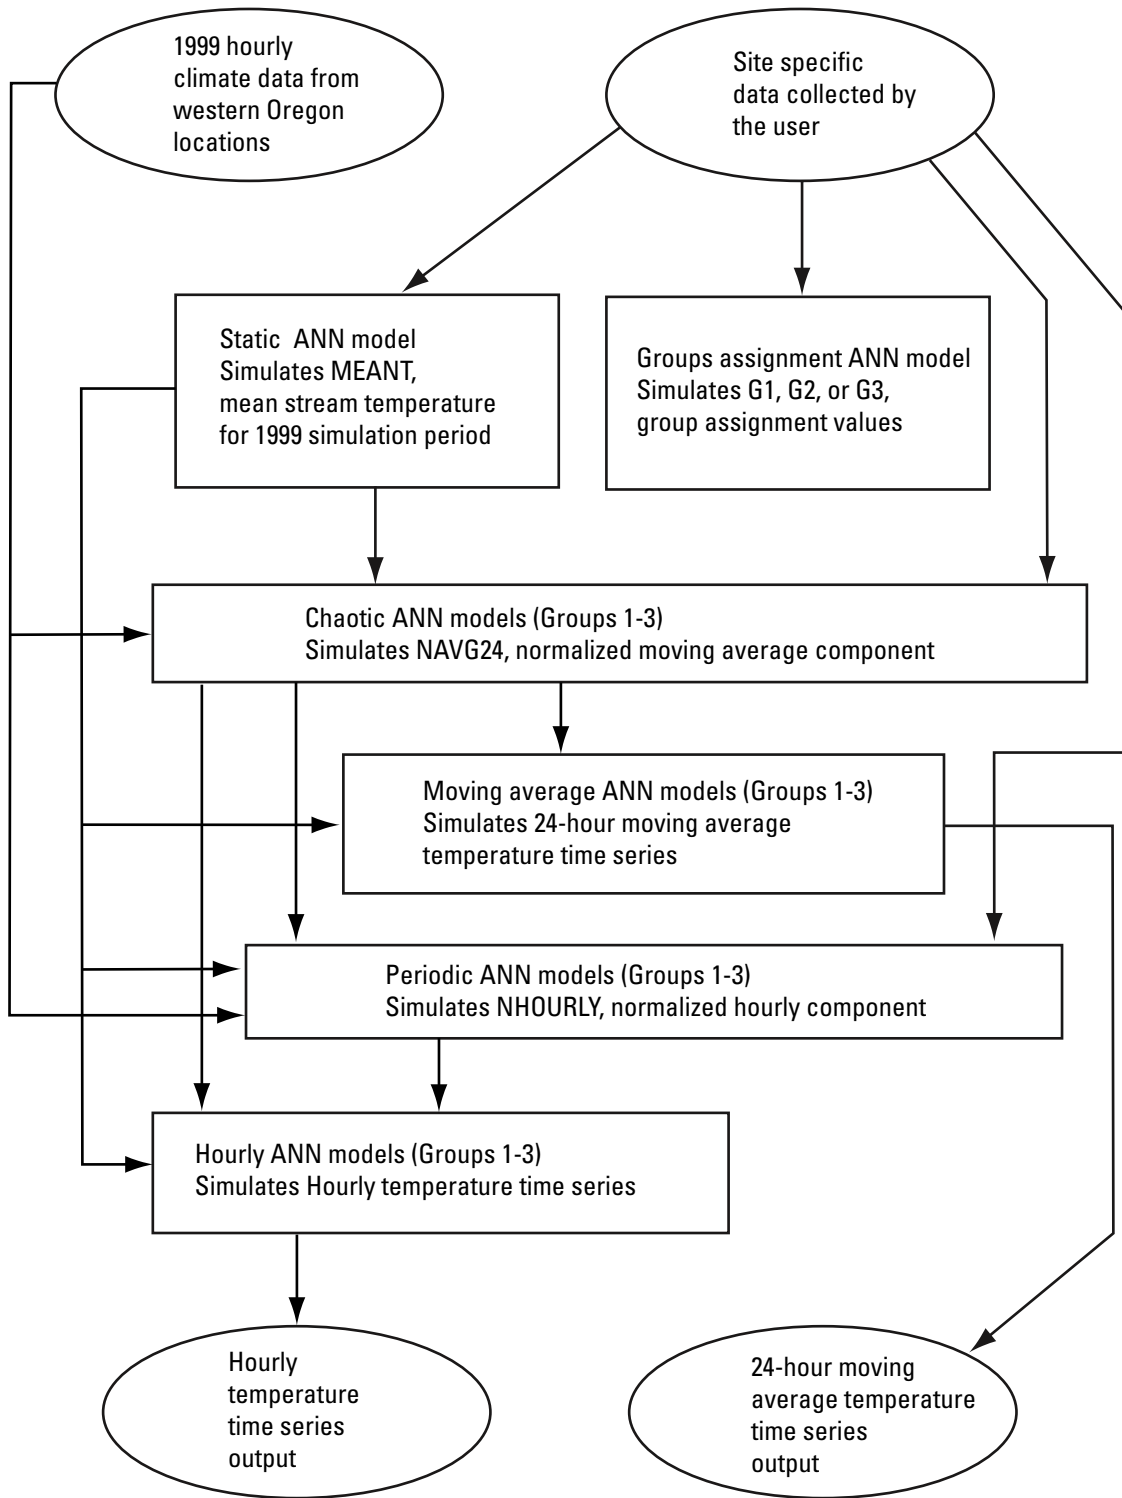 1999 hourly
climate data from
western Oregon
locations
Site specific
data collected by
the user
Static ANN model
Simulates MEANT,
mean stream temperature
for 1999 simulation period
Groups assignment ANN model
Simulates G1, G2, or G3,
group assignment values
Chaotic ANN models (Groups 1-3)
Simulates NAVG24, normalized moving average component
Moving average ANN models (Groups 1-3)
Simulates 24-hour moving average
temperature time series
Periodic ANN models (Groups 1-3)
Simulates NHOURLY, normalized hourly component
Hourly ANN models (Groups 1-3)
Simulates Hourly temperature time series
Hourly
temperature
time series
output
24-hour moving
average temperature
time series
output